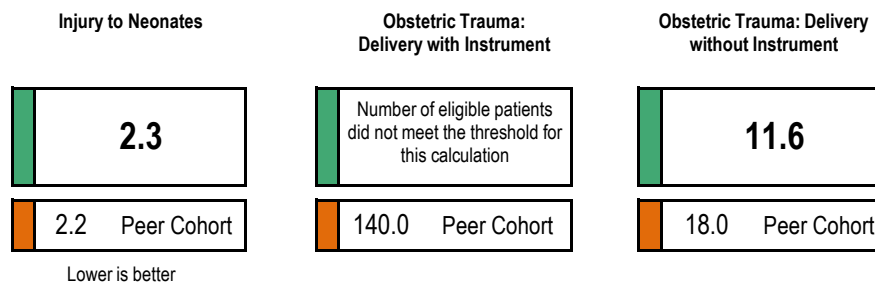 Injury to Neonates
2.3
2.2 Peer Cohort
Lower is better
Obstetric Trauma:
Delivery with Instrument
Number of eligible patients
did not meet the threshold for
this calculation
140.0 Peer Cohort
Obstetric Trauma: Delivery
without Instrument
11.6
18.0 Peer Cohort